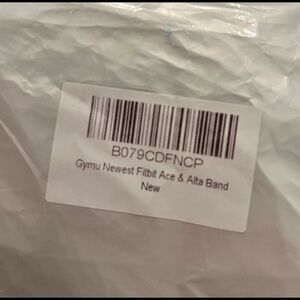 B079CDFNCP
Gymu Newest Fitbit Ace & Alta Band
New